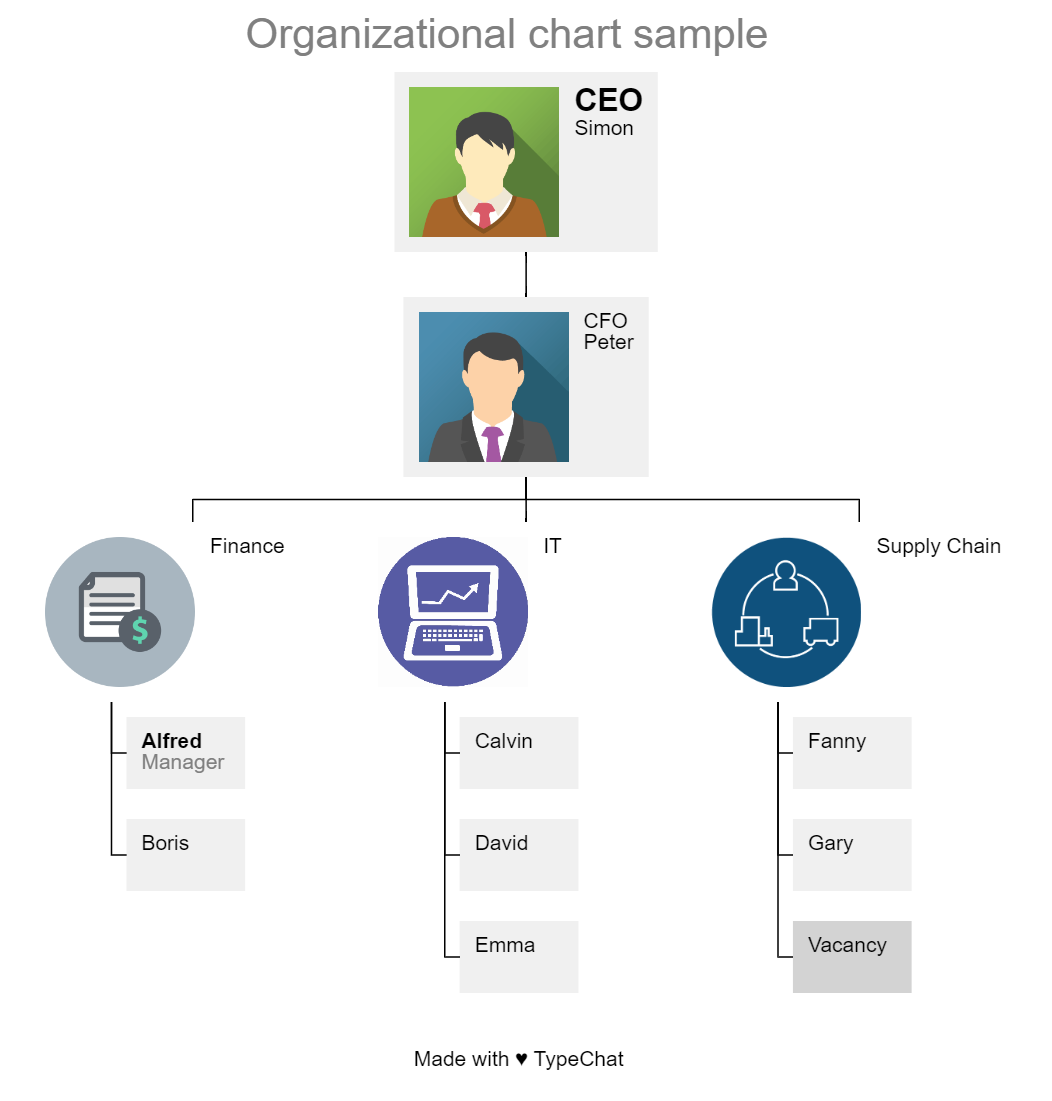 Organizational chart sample
CEO
Simon
CFO
Peter
Finance
IT
Supply Chain
$
Alfred
Manager
Boris
Calvin
David
Emma
Fanny
Gary
Vacancy
Made with ♥ TypeChat